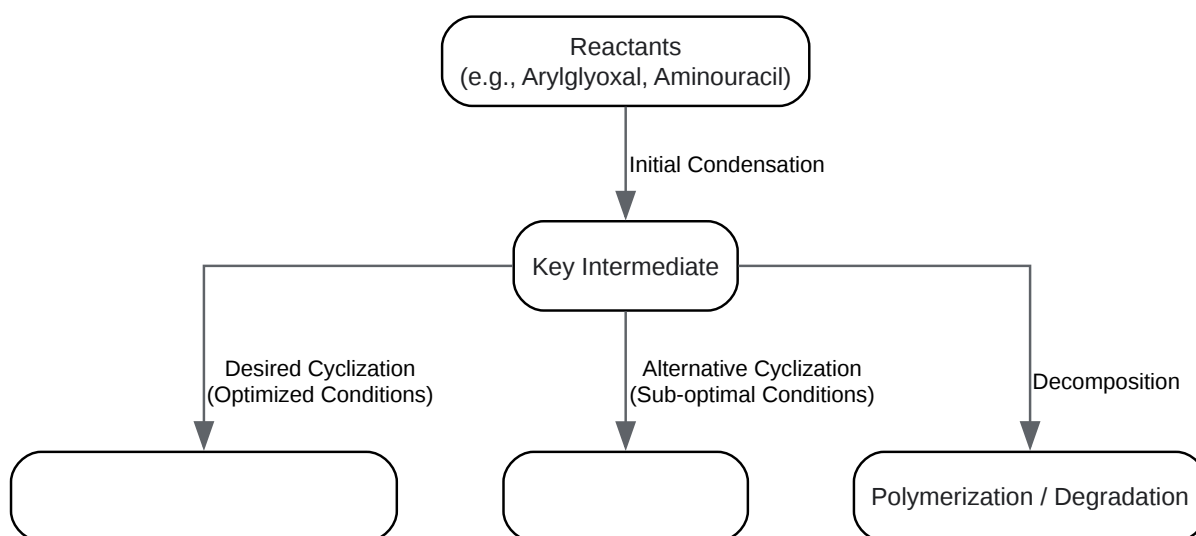 Reactants
(e.g., Arylglyoxal, Aminouracil)
Initial Condensation
Key Intermediate
Desired Cyclization
(Optimized Conditions)
Alternative Cyclization
(Sub-optimal Conditions)
Decomposition
Polymerization / Degradation